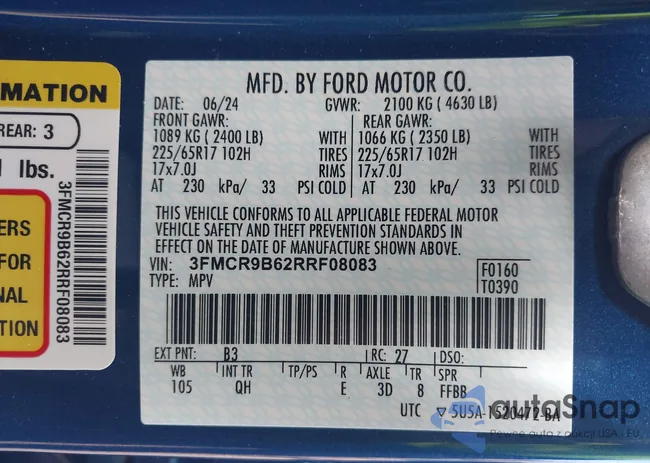 MATION
REAR: 3
lbs.
ERS
FOR
NAL
TION
3FMCR9B62RRF08083
MFD. BY FORD MOTOR CO.
DATE: 06/24 GVWR: 2100 KG ( 4630 LB)
FRONT GAWR: REAR GAWR:
1089 KG ( 2400 LB) WITH 1066 KG ( 2350 LB) WITH
225/65R17 102H TIRES 225/65R17 102H TIRES
17x7.0J RIMS 17x7.0J RIMS
AT 230 kPa/ 33 PSI COLD AT 230 kPa/ 33 PSI COLD
THIS VEHICLE CONFORMS TO ALL APPLICABLE FEDERAL MOTOR
VEHICLE SAFETY AND THEFT PREVENTION STANDARDS IN
EFFECT ON THE DATE OF MANUFACTURE SHOWN ABOVE.
VIN: 3FMCR9B62RRF08083 F0160
TYPE: MPV T0390
EXT PNT: B3 RC: 27 DSO:
WB INT TR TP/PS R AXLE TR SPR
105 QH E 3D 8 FFBB
UTC ▽ 5U5A-1520472-BA
autoSnap
Pewne auto z aukcji USA - EU